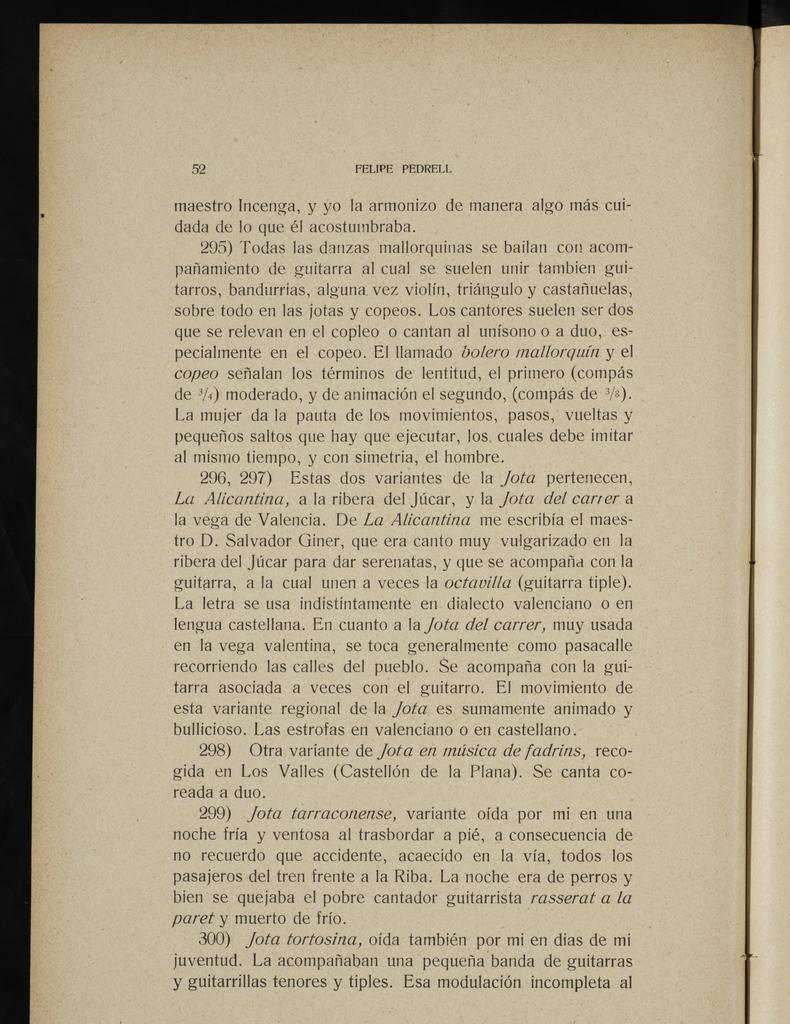 52 FELIPE PEDRELL
maestro Incenga, y yo la armonizo de manera algo más cui-
dada de lo que él acostumbraba.
295) Todas las danzas mallorquinas se bailan con acom-
pañamiento de guitarra al cual se suelen unir tambien gui-
tarros, bandurrias, alguna vez violín, triángulo y castañuelas,
sobre todo en las jotas y copeos. Los cantores suelen ser dos
que se relevan en el copleo o cantan al unísono o a duo, es-
pecialmente en el copeo. El llamado bolero mallorquín y el
copeo señalan los términos de lentitud, el primero (compás
de 3/4) moderado, y de animación el segundo, (compás de 3/8).
La mujer da la pauta de los movimientos, pasos, vueltas y
pequeños saltos que hay que ejecutar, los cuales debe imitar
al mismo tiempo, y con simetria, el hombre.
296, 297) Estas dos variantes de la Jota pertenecen,
La Alicantina, a la ribera del Júcar, y la Jota del carrer a
la vega de Valencia. De La Alicantina me escribía el maes-
tro D. Salvador Giner, que era canto muy vulgarizado en la
ribera del Júcar para dar serenatas, y que se acompaña con la
guitarra, a la cual unen a veces la octavilla (guitarra tiple).
La letra se usa indistintamente en dialecto valenciano o en
lengua castellana. En cuanto a la Jota del carrer, muy usada
en la vega valentina, se toca generalmente como pasacalle
recorriendo las calles del pueblo. Se acompaña con la gui-
tarra asociada a veces con el guitarro. El movimiento de
esta variante regional de la Jota es sumamente animado y
bullicioso. Las estrofas en valenciano o en castellano.
298) Otra variante de Jota en música de fadrins, reco-
gida en Los Valles (Castellón de la Plana). Se canta co-
reada a duo.
299) Jota tarraconense, variante oída por mi en una
noche fría y ventosa al trasbordar a pié, a consecuencia de
no recuerdo que accidente, acaecido en la vía, todos los
pasajeros del tren frente a la Riba. La noche era de perros y
bien se quejaba el pobre cantador guitarrista rasserat a la
paret y muerto de frío.
300) Jota tortosina, oída también por mi en dias de mi
juventud. La acompañaban una pequeña banda de guitarras
y guitarrillas tenores y tiples. Esa modulación incompleta al